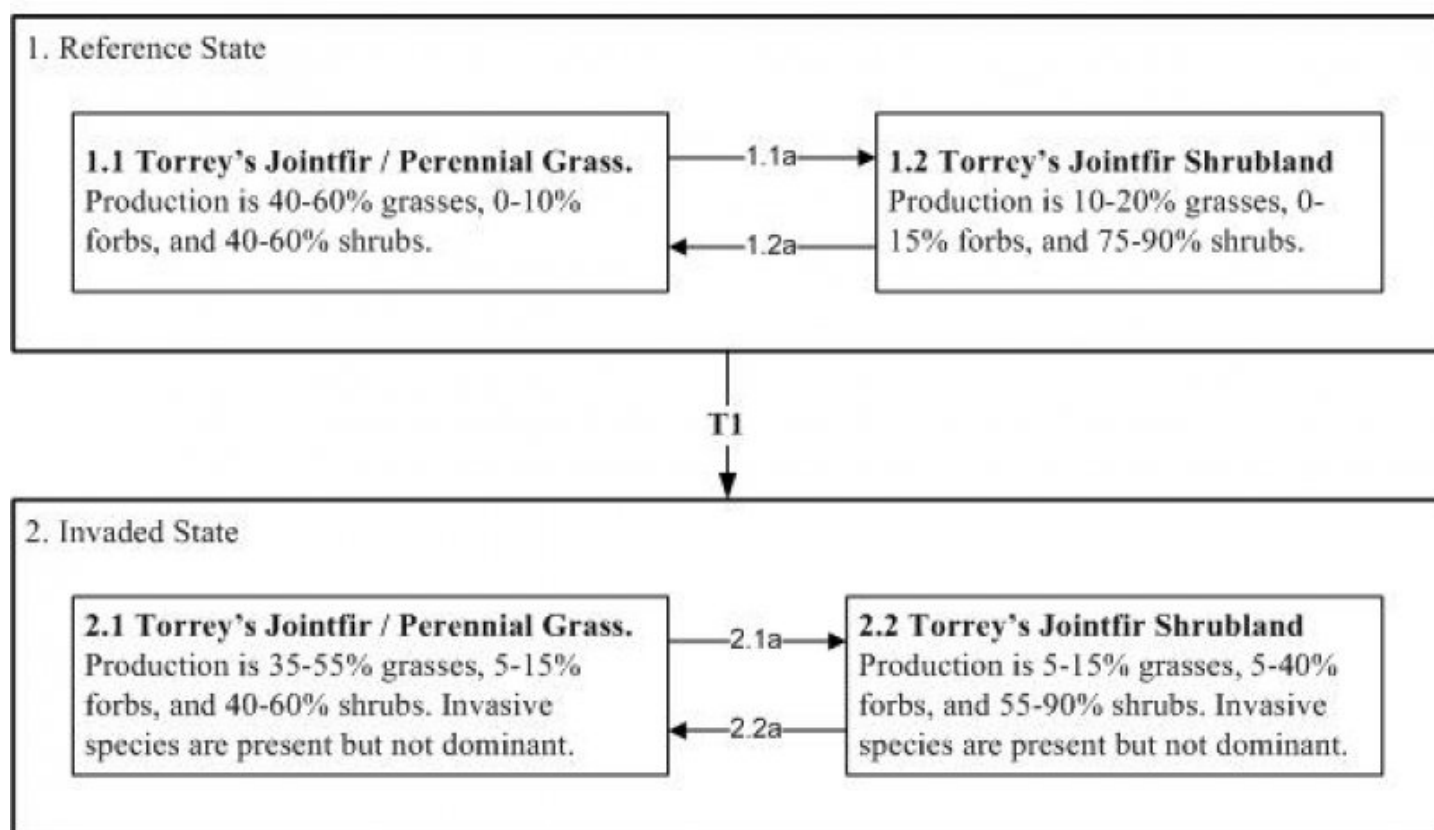 1. Reference State
1.1 Torrey's Jointfir / Perennial Grass.
Production is 40-60% grasses, 0-10%
forbs, and 40-60% shrubs.
1.1a
1.2a
1.2 Torrey's Jointfir Shrubland
Production is 10-20% grasses, 0-
15% forbs, and 75-90% shrubs.
T1
2. Invaded State
2.1 Torrey's Jointfir / Perennial Grass.
Production is 35-55% grasses, 5-15%
forbs, and 40-60% shrubs. Invasive
species are present but not dominant.
2.1a
2.2a
2.2 Torrey's Jointfir Shrubland
Production is 5-15% grasses, 5-40%
forbs, and 55-90% shrubs. Invasive
species are present but not dominant.